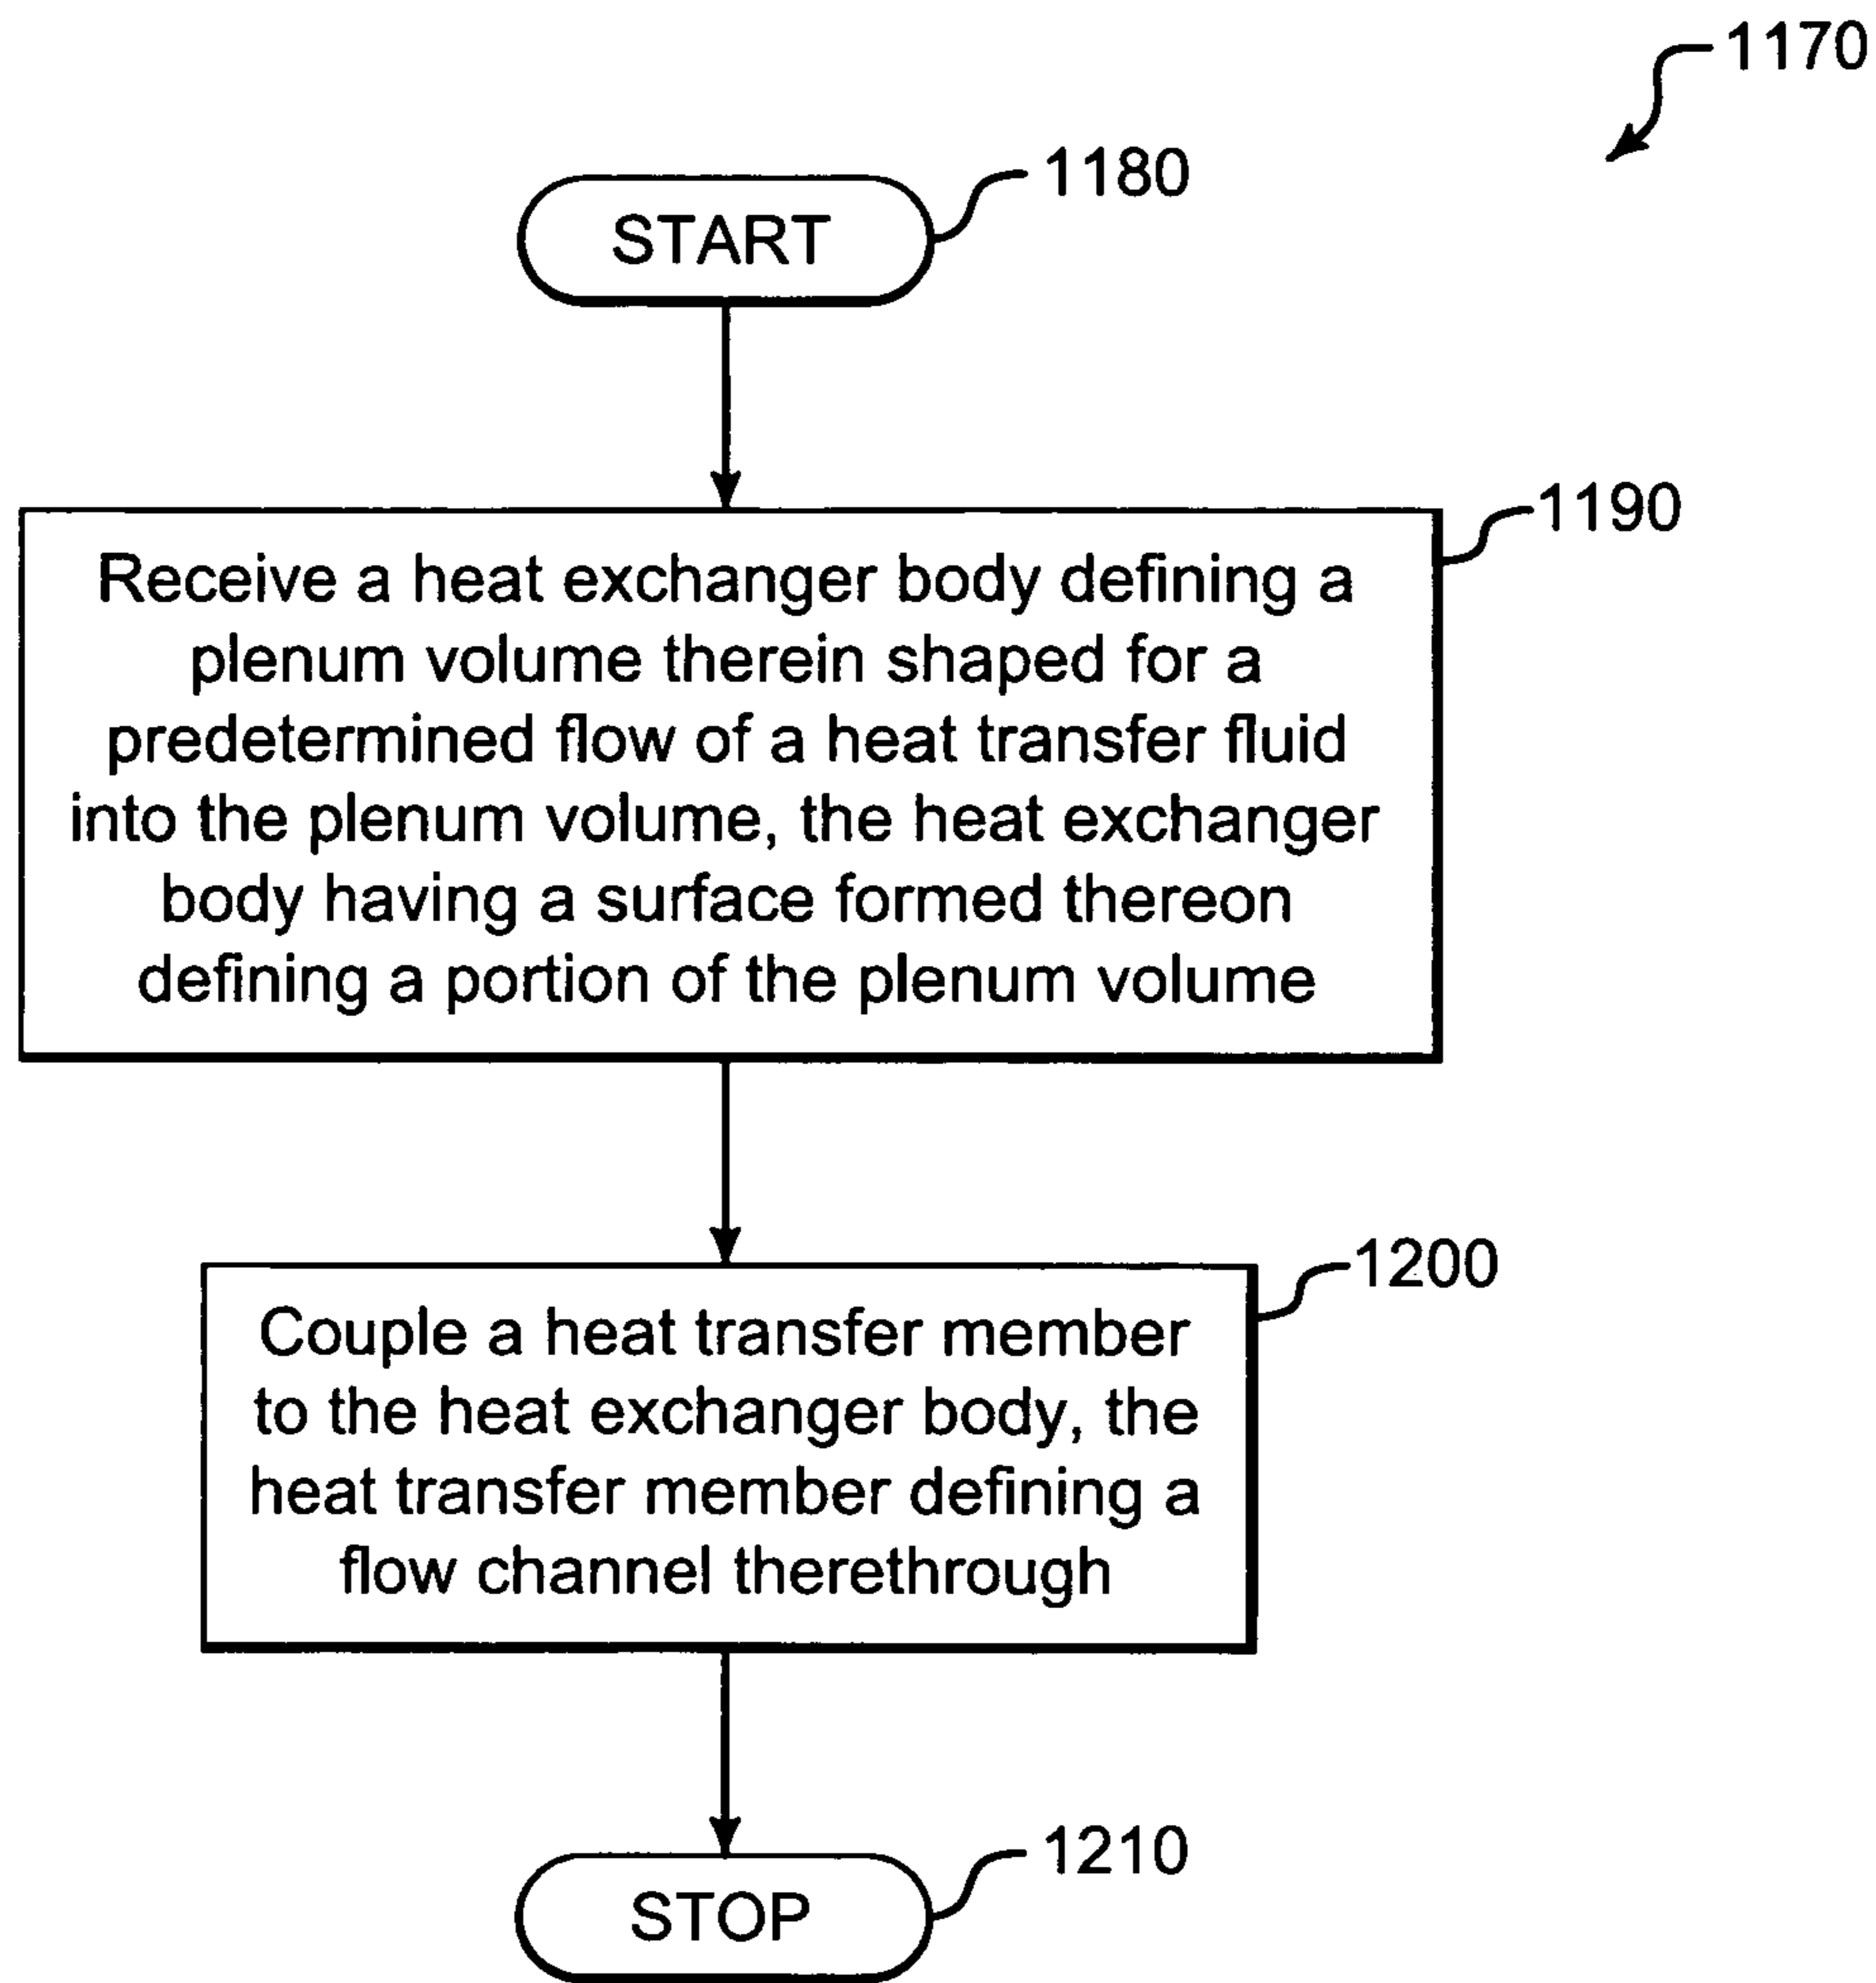 1170
1180
START
1190
Receive a heat exchanger body defining a
plenum volume therein shaped for a
predetermined flow of a heat transfer fluid
into the plenum volume, the heat exchanger
body having a surface formed thereon
defining a portion of the plenum volume
1200
Couple a heat transfer member
to the heat exchanger body, the
heat transfer member defining a
flow channel therethrough
1210
STOP